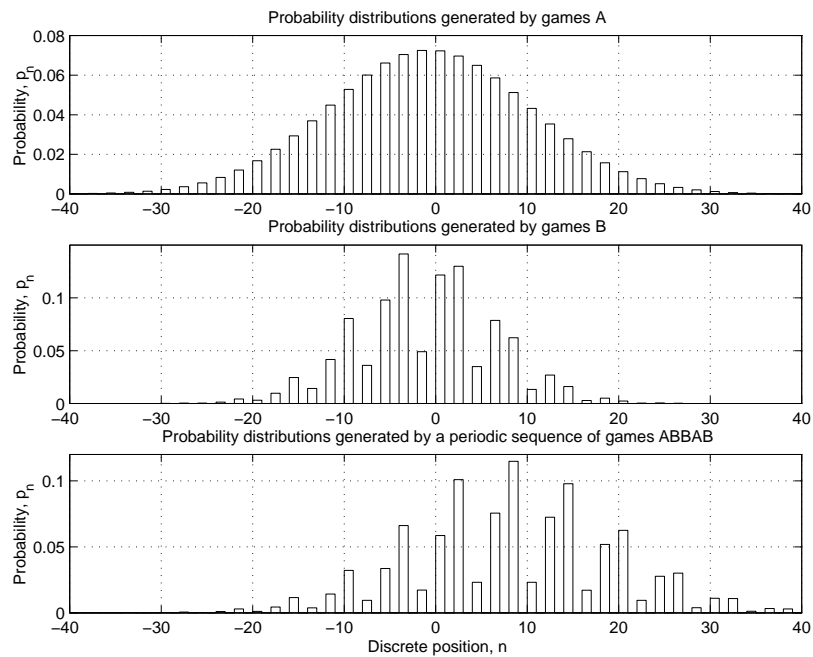 Probability distributions generated by games A
Probability, p_n
0.08
0.06
0.04
0.02
0
−40 −30 −20 −10 0 10 20 30 40
Probability distributions generated by games B
Probability, p_n
0.1
0.05
0
−40 −30 −20 −10 0 10 20 30 40
Probability distributions generated by a periodic sequence of games ABBAB
Probability, p_n
0.1
0.05
0
−40 −30 −20 −10 0 10 20 30 40
Discrete position, n